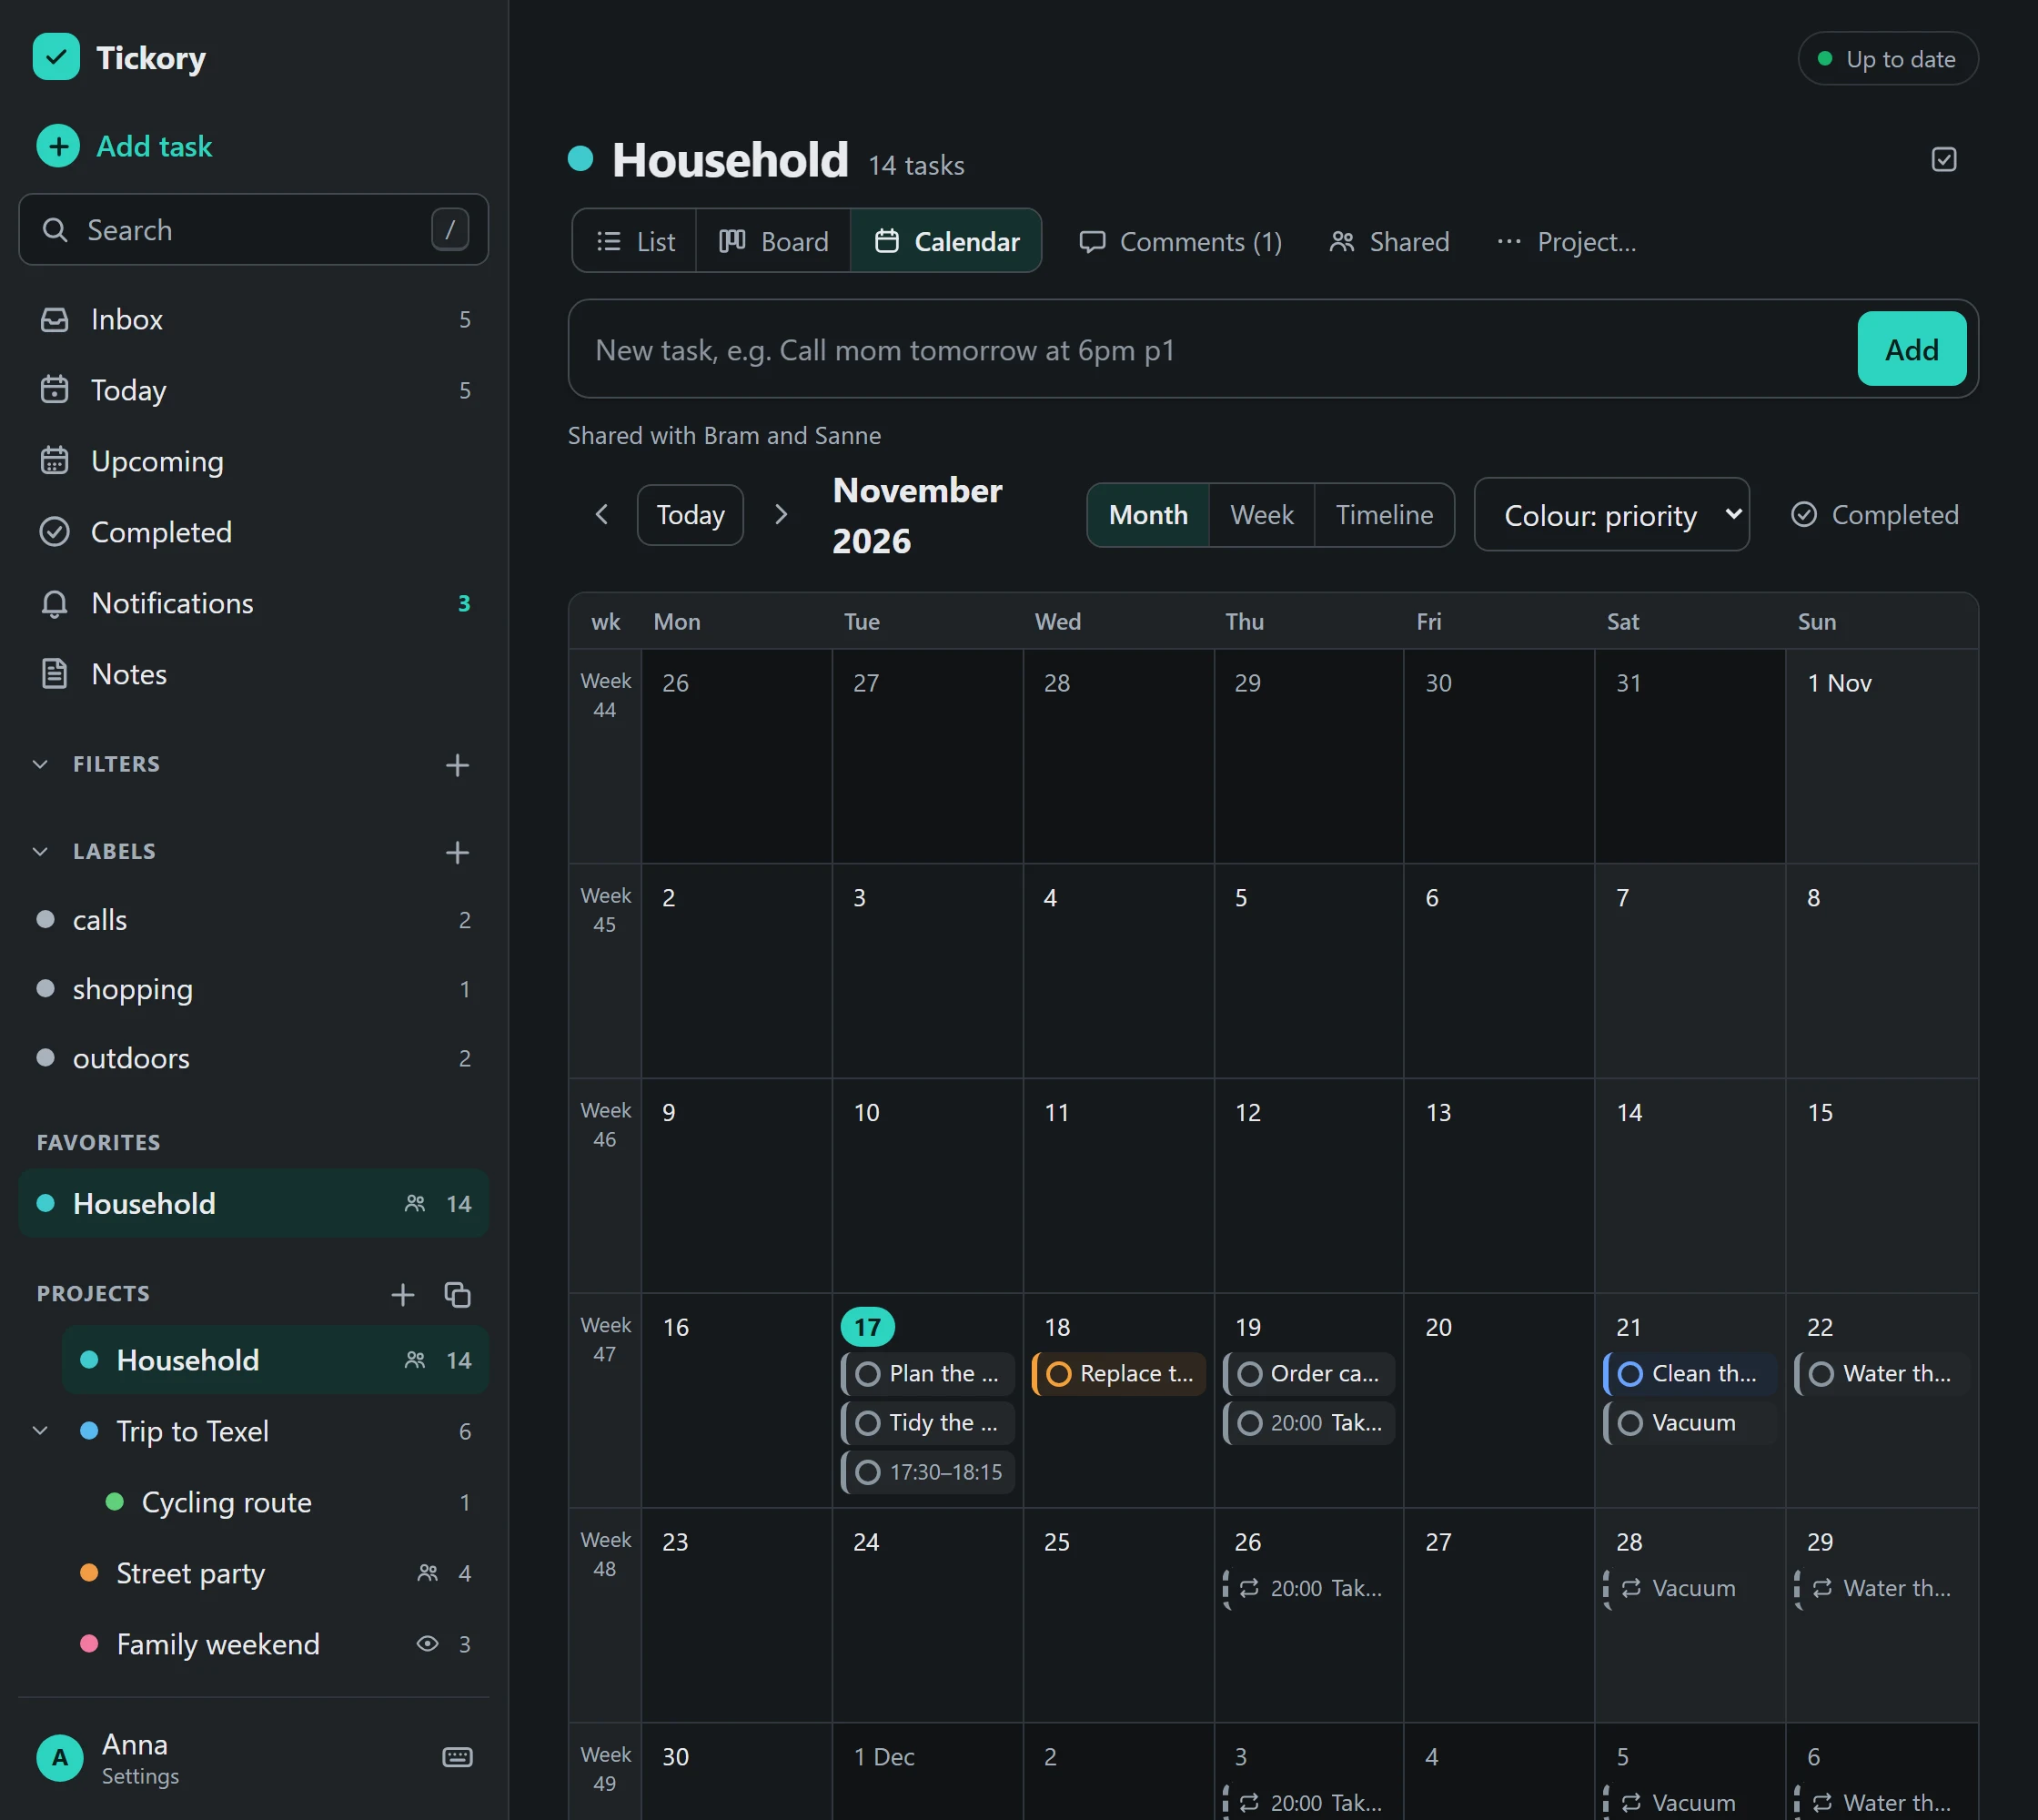 Tickory
Add task
Search /
Inbox 5
Today 5
Upcoming
Completed
Notifications 3
Notes
FILTERS
LABELS
calls 2
shopping 1
outdoors 2
FAVORITES
Household 14
PROJECTS
Household 14
Trip to Texel 6
Cycling route 1
Street party 4
Family weekend 3
A Anna
Settings
Up to date
Household 14 tasks
List Board Calendar Comments (1) Shared ··· Project...
New task, e.g. Call mom tomorrow at 6pm p1 Add
Shared with Bram and Sanne
Today November 2026 Month Week Timeline Colour: priority Completed
wk Mon Tue Wed Thu Fri Sat Sun
Week 44 26 27 28 29 30 31 1 Nov
Week 45 2 3 4 5 6 7 8
Week 46 9 10 11 12 13 14 15
Week 47 16 17 18 19 20 21 22
Plan the ... Replace t... Order ca... Clean th... Water th...
Tidy the ... 20:00 Tak... Vacuum
17:30–18:15
Week 48 23 24 25 26 27 28 29
20:00 Tak... Vacuum Water th...
Week 49 30 1 Dec 2 3 4 5 6
20:00 Tak... Vacuum Water th...